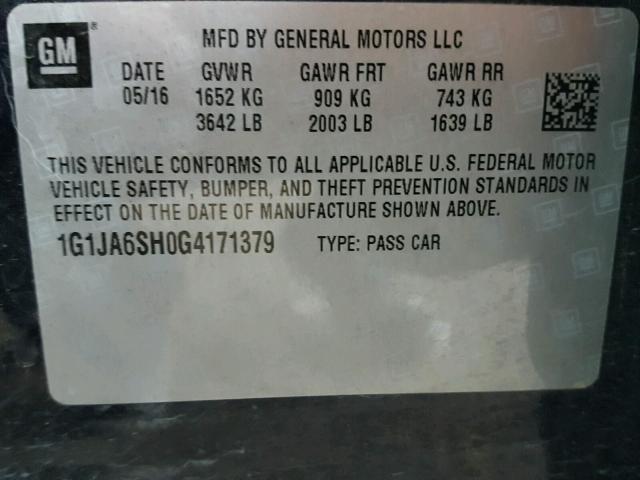 GM ®
MFD BY GENERAL MOTORS LLC
DATE GVWR GAWR FRT GAWR RR
05/16 1652 KG 909 KG 743 KG
3642 LB 2003 LB 1639 LB
THIS VEHICLE CONFORMS TO ALL APPLICABLE U.S. FEDERAL MOTOR
VEHICLE SAFETY, BUMPER, AND THEFT PREVENTION STANDARDS IN
EFFECT ON THE DATE OF MANUFACTURE SHOWN ABOVE.
1G1JA6SH0G4171379 TYPE: PASS CAR